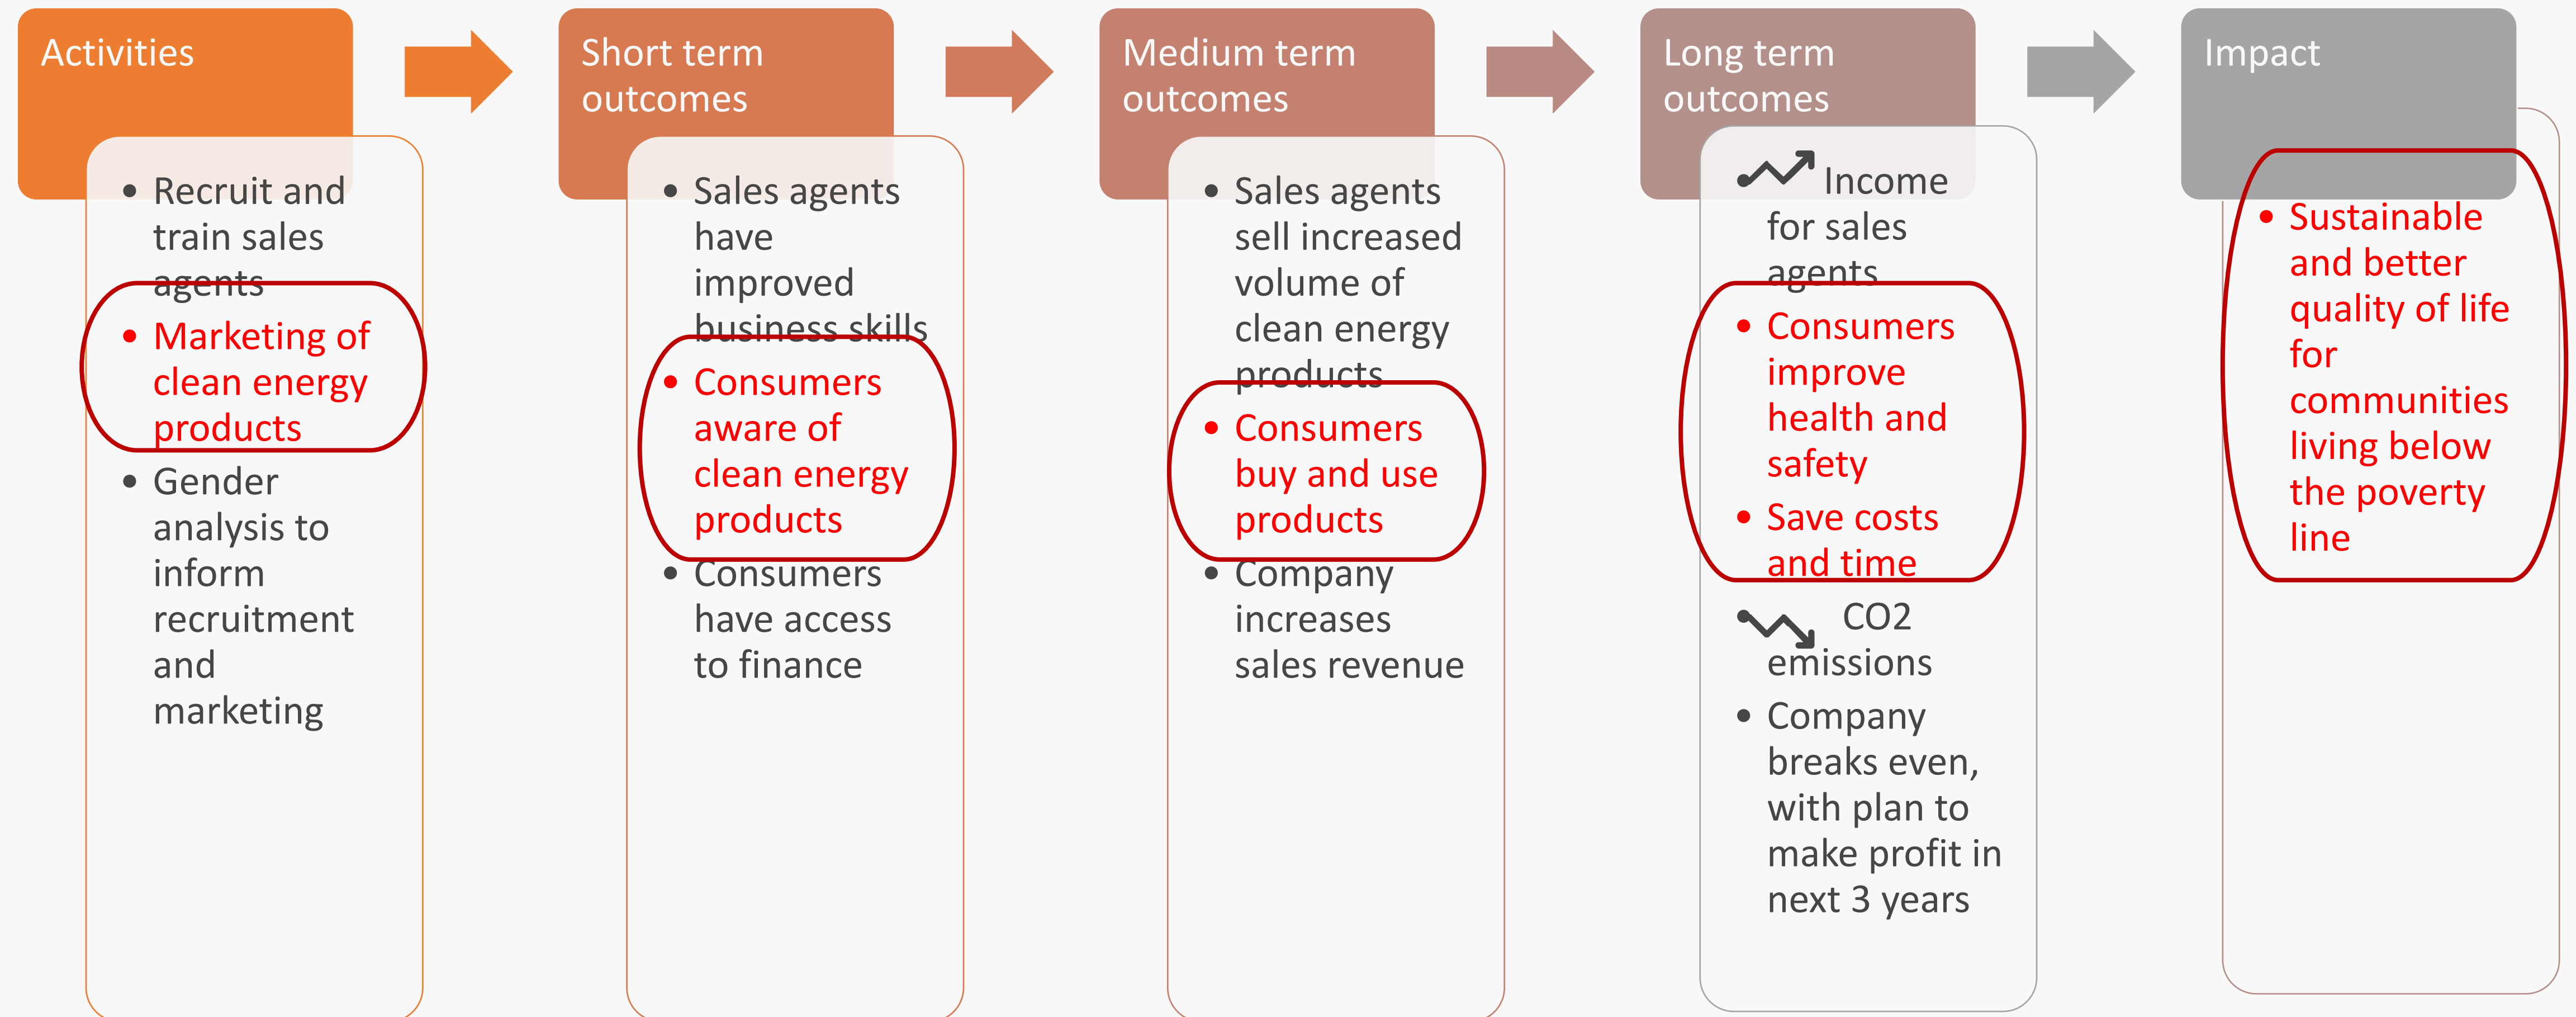 Activities
• Recruit and
train sales
agents
• Marketing of
clean energy
products
• Gender
analysis to
inform
recruitment
and
marketing
Short term
outcomes
• Sales agents
have
improved
business skills
• Consumers
aware of
clean energy
products
• Consumers
have access
to finance
Medium term
outcomes
• Sales agents
sell increased
volume of
clean energy
products
• Consumers
buy and use
products
• Company
increases
sales revenue
Long term
outcomes
• Income
for sales
agents
• Consumers
improve
health and
safety
• Save costs
and time
• CO2
emissions
• Company
breaks even,
with plan to
make profit in
next 3 years
Impact
• Sustainable
and better
quality of life
for
communities
living below
the poverty
line